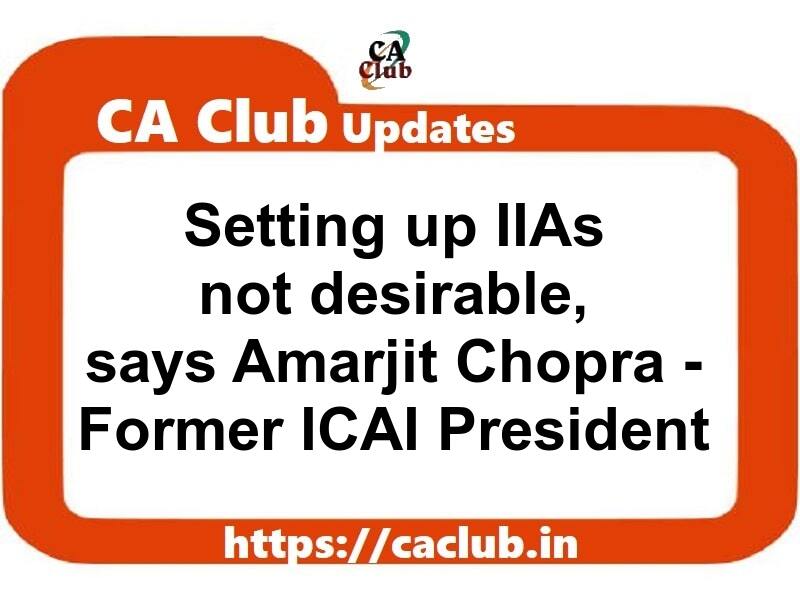 CA
Club
CA Club Updates
Setting up IIAs
not desirable,
says Amarjit Chopra -
Former ICAI President
https://caclub.in